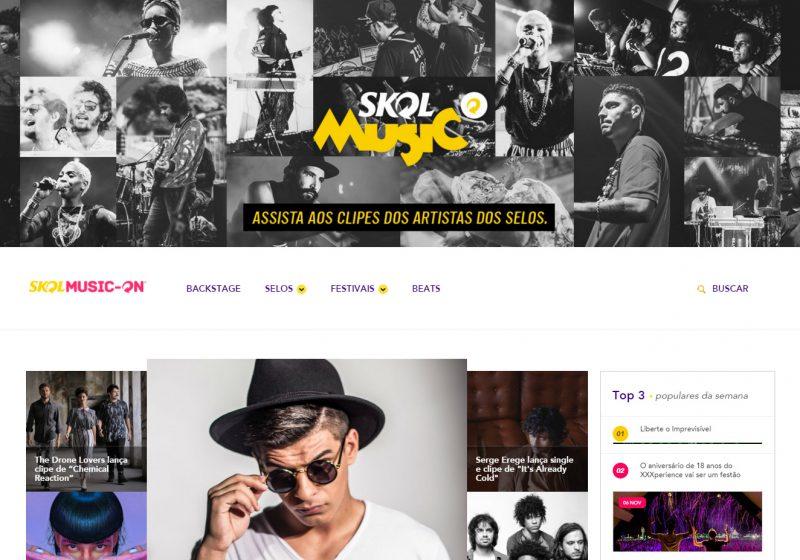 SKOL
MUSIC
ASSISTA AOS CLIPES DOS ARTISTAS DOS SELOS.
SKOL MUSIC-ON
BACKSTAGE
SELOS
FESTIVAIS
BEATS
BUSCAR
The Drone Lovers lança
clipe de “Chemical
Reaction”
Serge Erege lança single
e clipe de “It's Already
Cold”
Top 3 • populares da semana
01
Liberte o Imprevisível
02
O aniversário de 18 anos do
XXXperience vai ser um festão
06 NOV